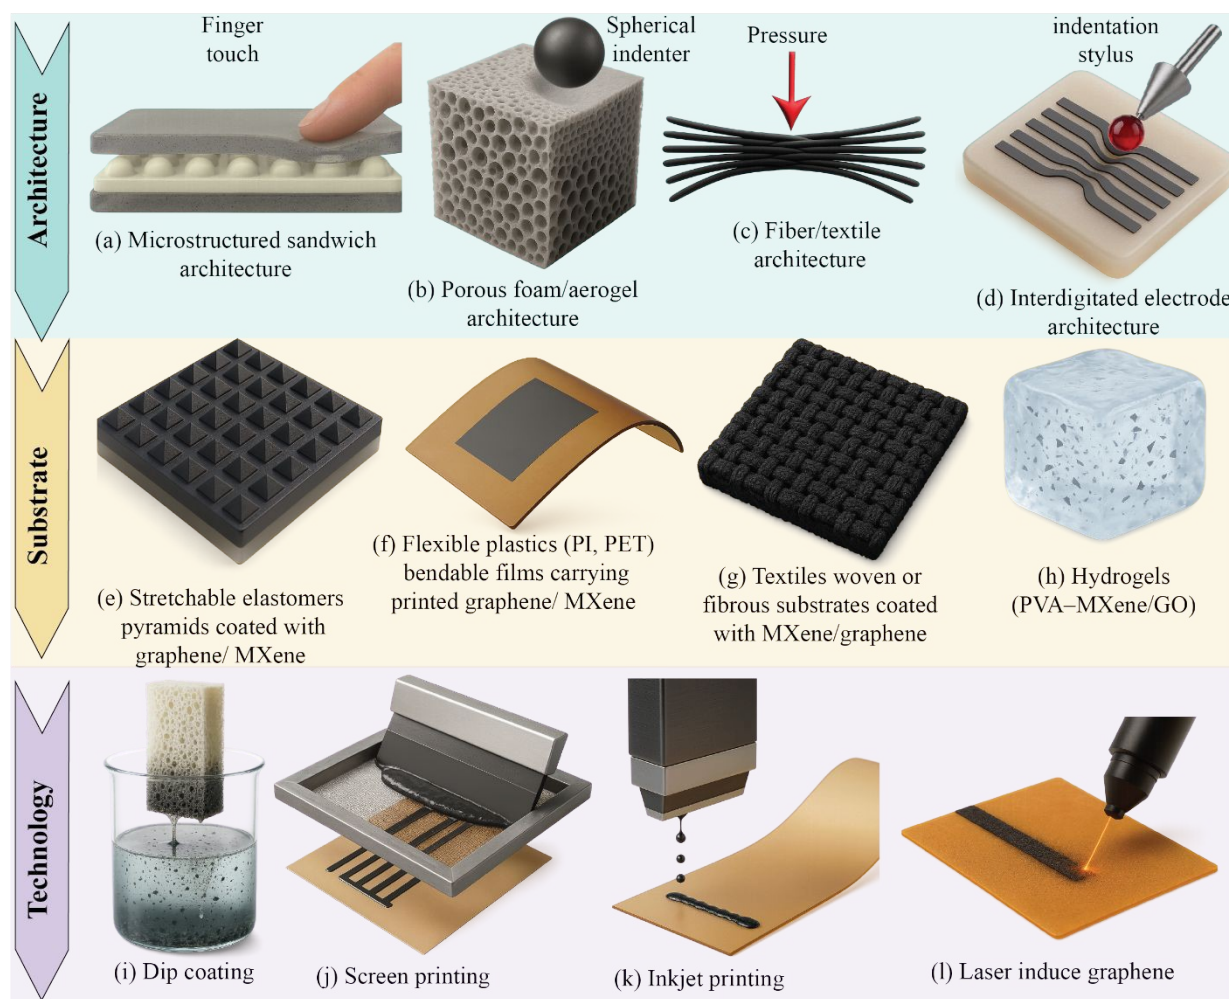 Architecture
Finger
touch
Spherical
indenter
Pressure
indentation
stylus
(a) Microstructured sandwich
architecture
(b) Porous foam/aerogel
architecture
(c) Fiber/textile
architecture
(d) Interdigitated electrode
architecture
Substrate
(e) Stretchable elastomers
pyramids coated with
graphene/ MXene
(f) Flexible plastics (PI, PET)
bendable films carrying
printed graphene/ MXene
(g) Textiles woven or
fibrous substrates coated
with MXene/graphene
(h) Hydrogels
(PVA–MXene/GO)
Technology
(i) Dip coating
(j) Screen printing
(k) Inkjet printing
(l) Laser induce graphene